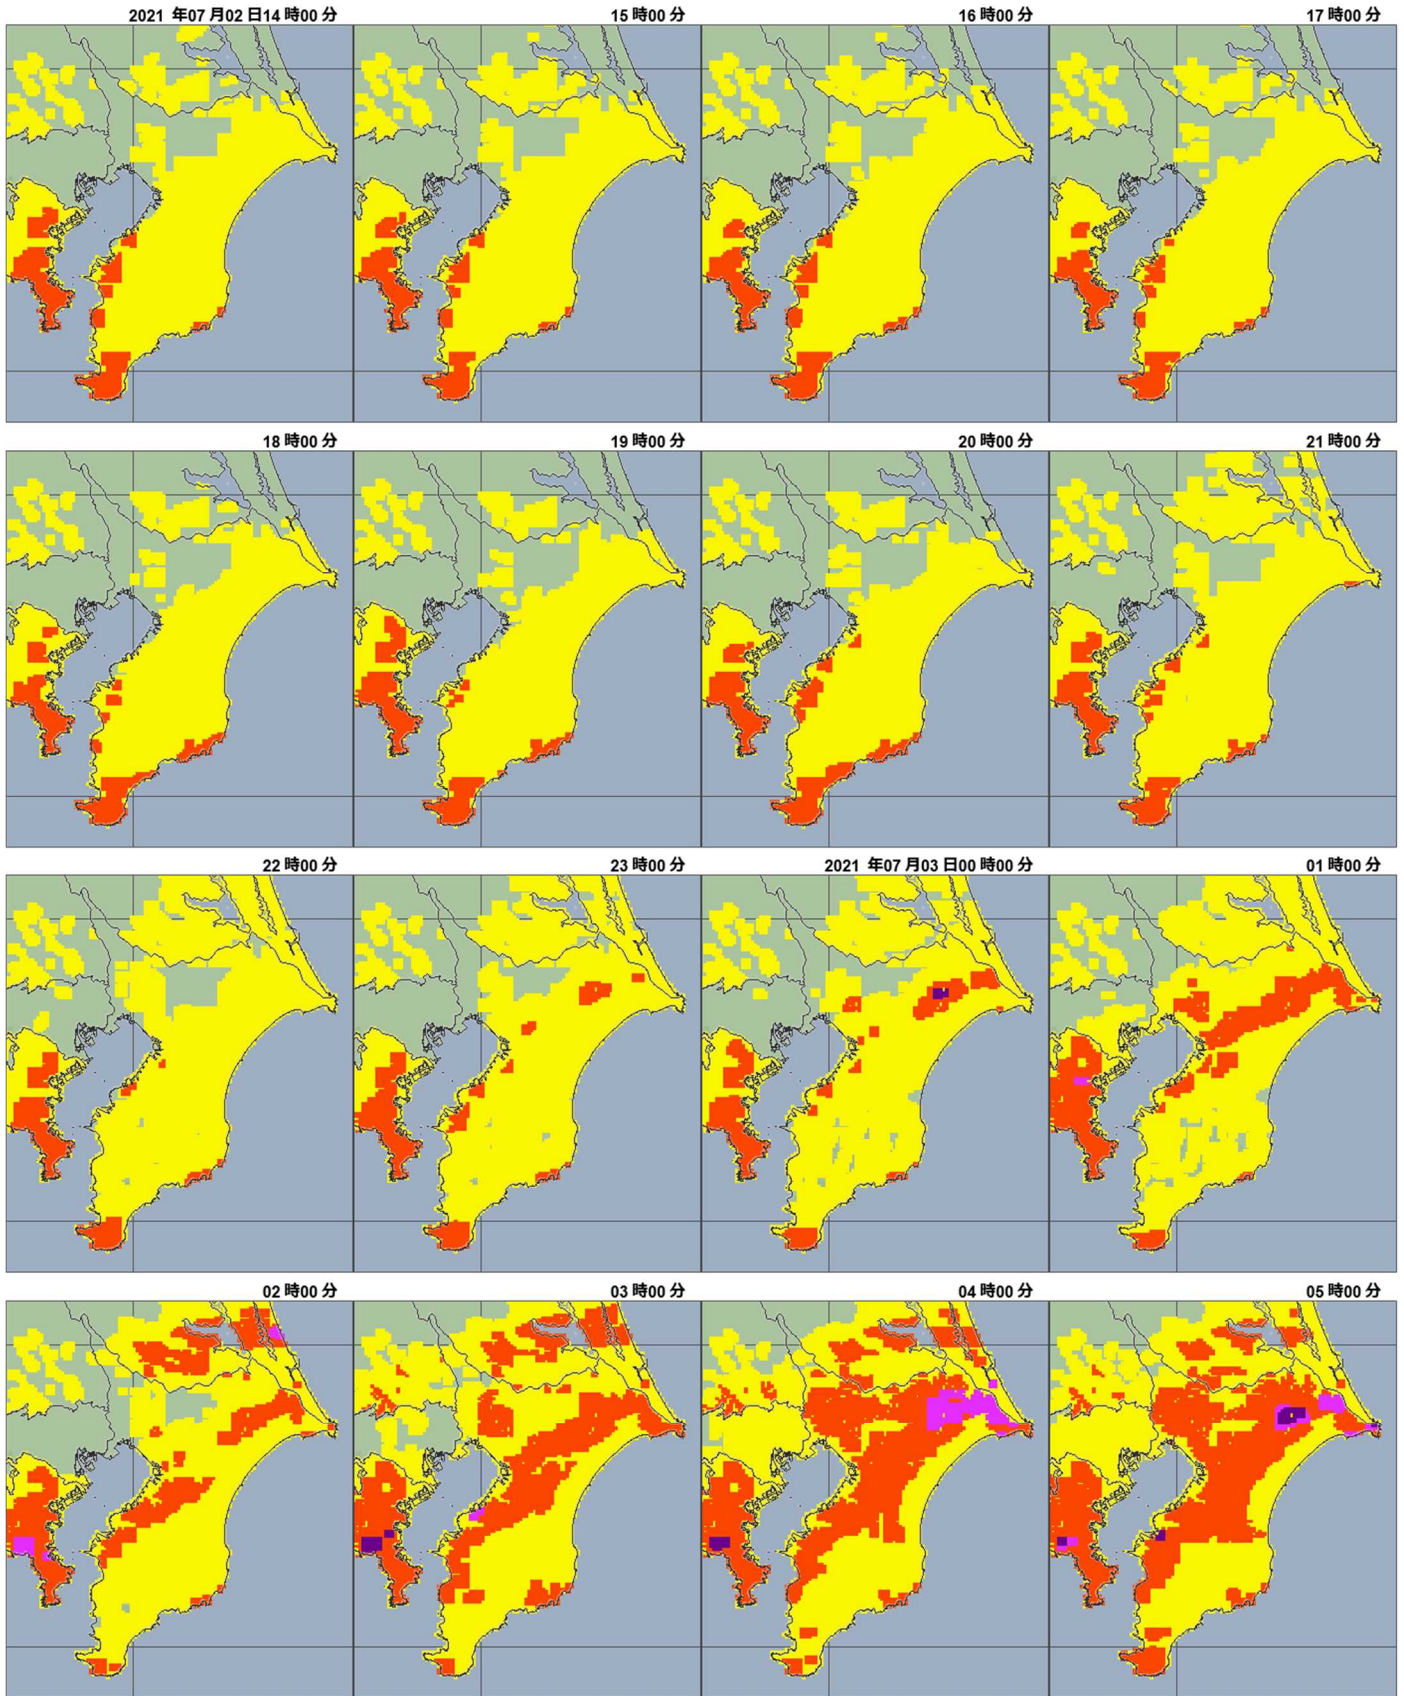 2021 年07 月02 日14 時00 分
15 時00 分
16 時00 分
17 時00 分
18 時00 分
19 時00 分
20 時00 分
21 時00 分
22 時00 分
23 時00 分
2021 年07 月03 日00 時00 分
01 時00 分
02 時00 分
03 時00 分
04 時00 分
05 時00 分